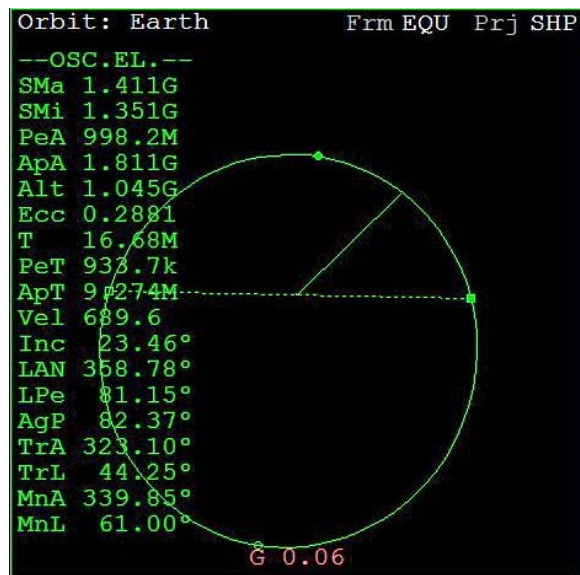 Orbit: Earth Frm EQU Prj SHP
--OSC.EL.--
SMa 1.411G
SMi 1.351G
PeA 998.2M
ApA 1.811G
Alt 1.045G
Ecc 0.2881
T 16.68M
PeT 933.7k
ApT 9.274M
Vel 689.6
Inc 23.46°
LAN 358.78°
LPe 81.15°
AgP 82.37°
TrA 323.10°
TrL 44.25°
MnA 339.85°
MnL 61.00°
G 0.06